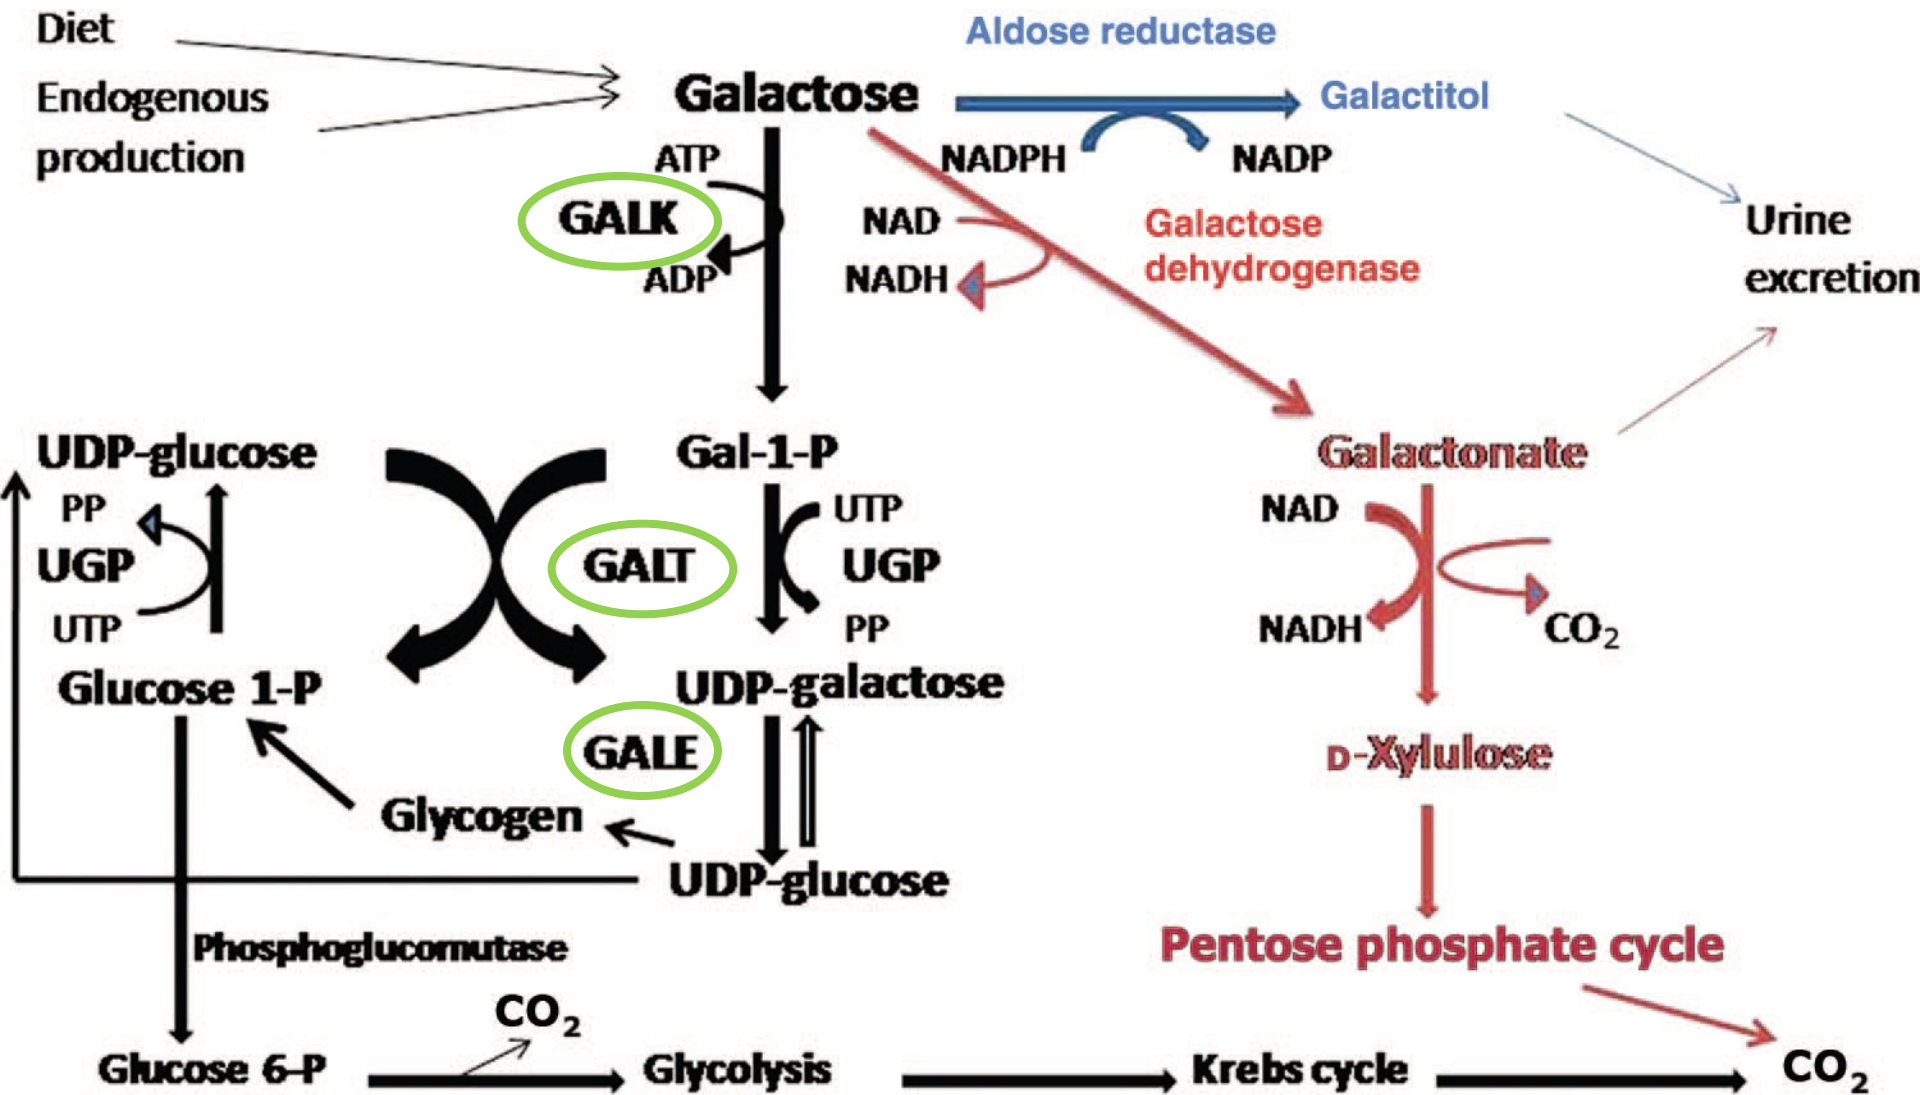 Diet
Endogenous
production
Galactose
Aldose reductase
Galactitol
ATP
GALK
ADP
NADPH
NADP
NAD
NADH
Galactose
dehydrogenase
Urine
excretion
UDP-glucose
PP
UGP
UTP
Glucose 1-P
Gal-1-P
GALT
UTP
UGP
PP
UDP-galactose
GALE
Glycogen
UDP-glucose
Galactonate
NAD
NADH
CO2
D-Xylulose
Pentose phosphate cycle
Phosphoglucomutase
CO2
Glucose 6-P
Glycolysis
Krebs cycle
CO2